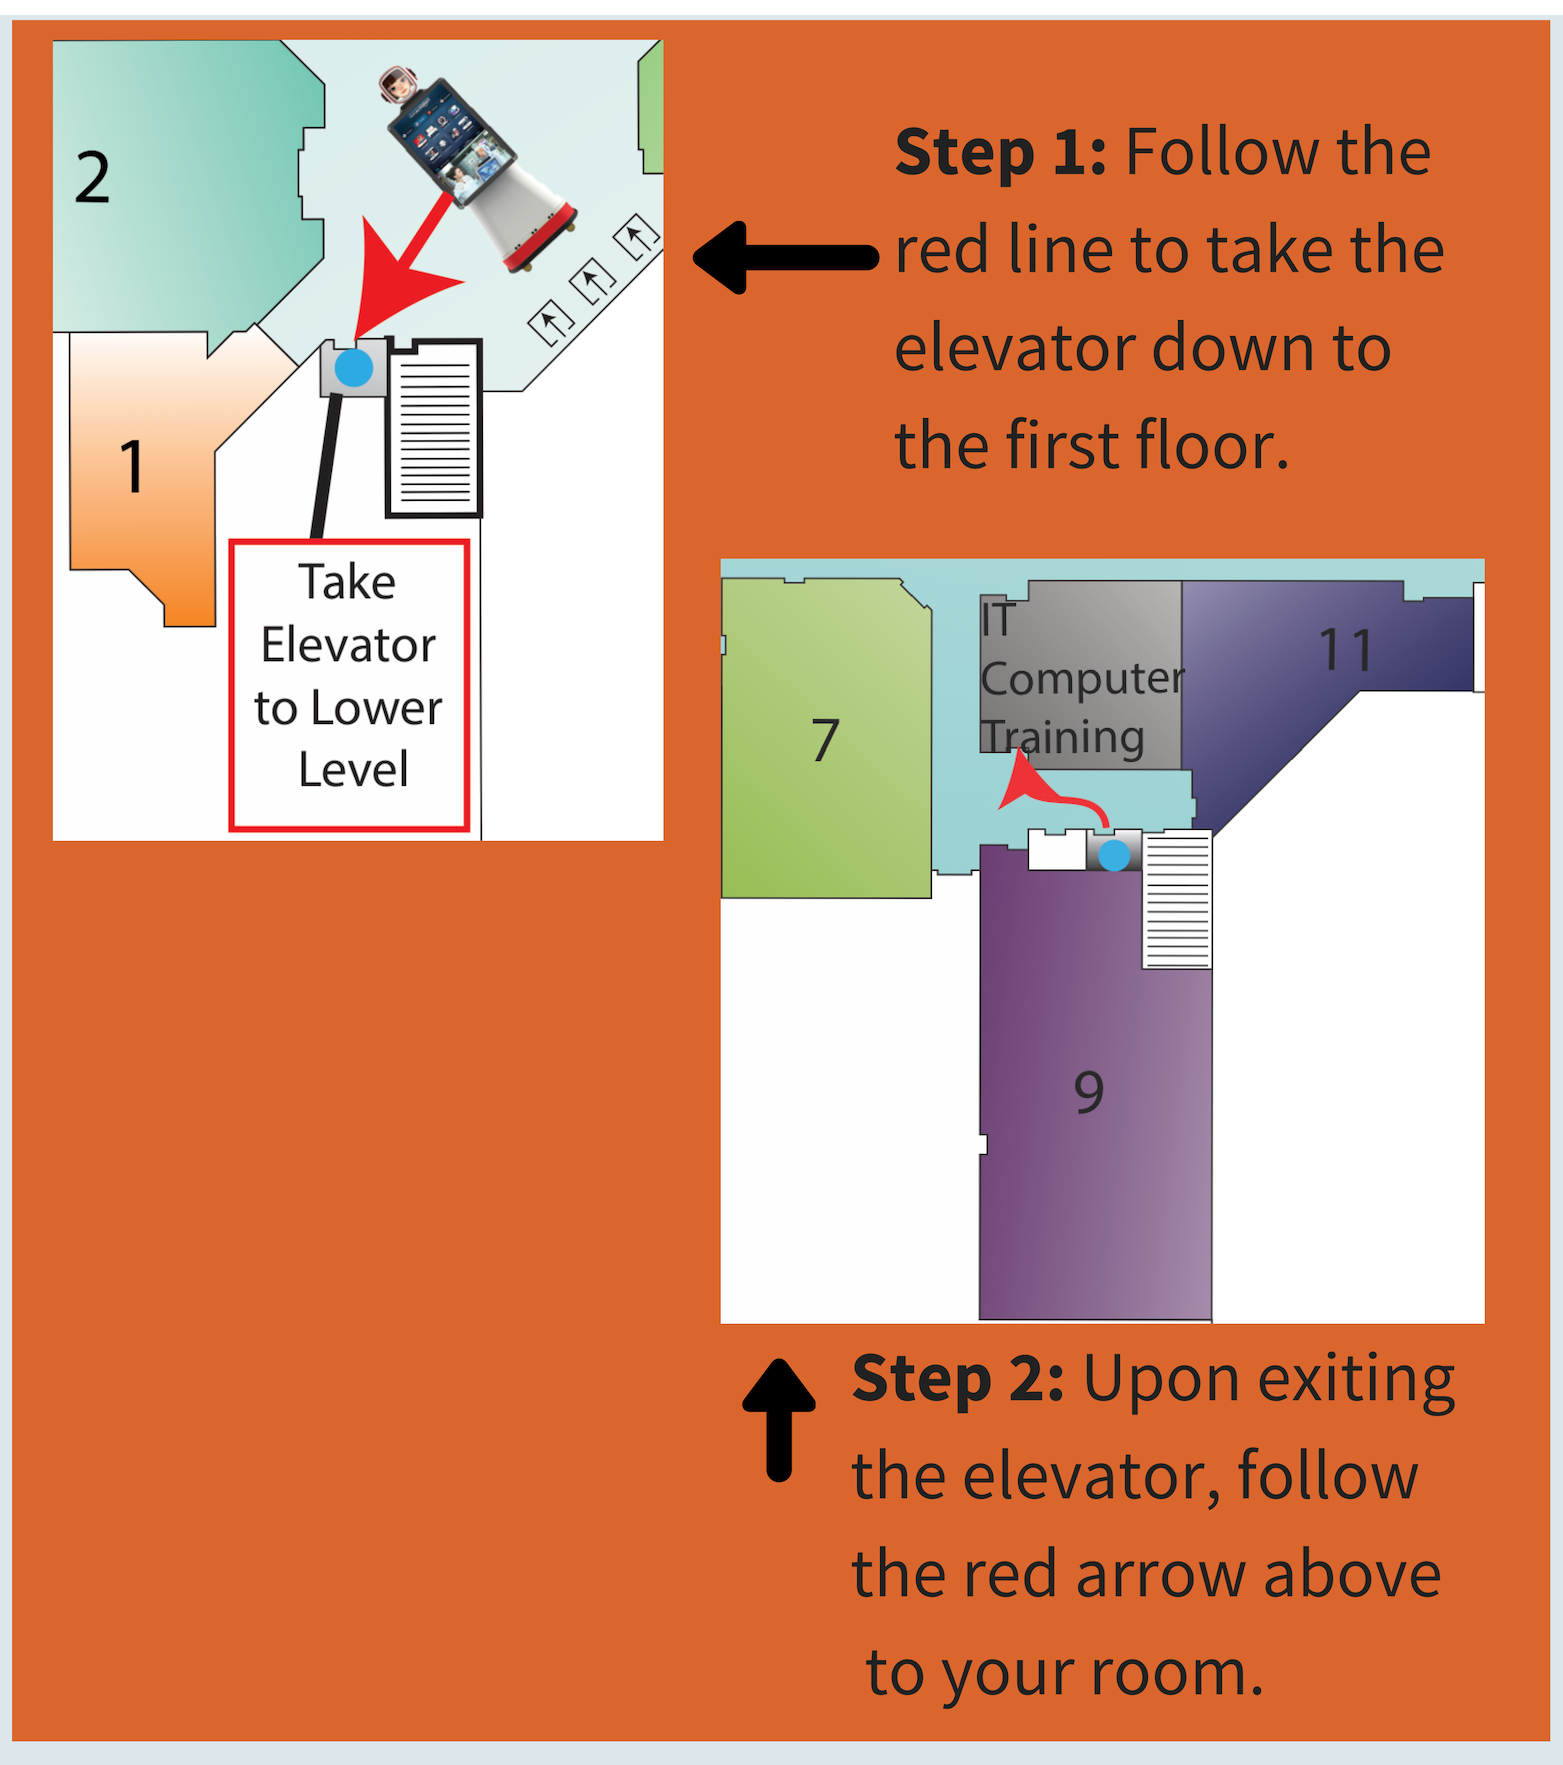 2
1
Take
Elevator
to Lower
Level
Step 1: Follow the
red line to take the
elevator down to
the first floor.
7
IT
Computer
Training
11
9
Step 2: Upon exiting
the elevator, follow
the red arrow above
to your room.